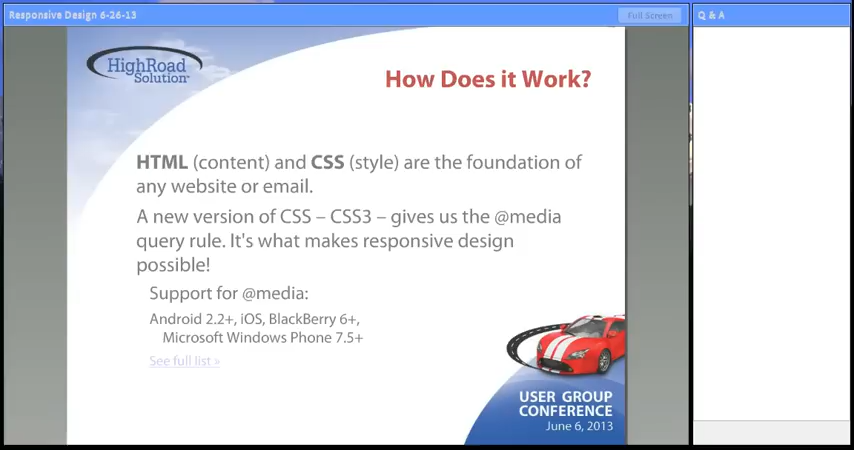 Responsive Design 6-26-13
Full Screen
Q & A
HighRoad
Solution
How Does it Work?
HTML (content) and CSS (style) are the foundation of
any website or email.
A new version of CSS – CSS3 – gives us the @media
query rule. It's what makes responsive design
possible!
Support for @media:
Android 2.2+, iOS, BlackBerry 6+,
Microsoft Windows Phone 7.5+
See full list »
USER GROUP
CONFERENCE
June 6, 2013